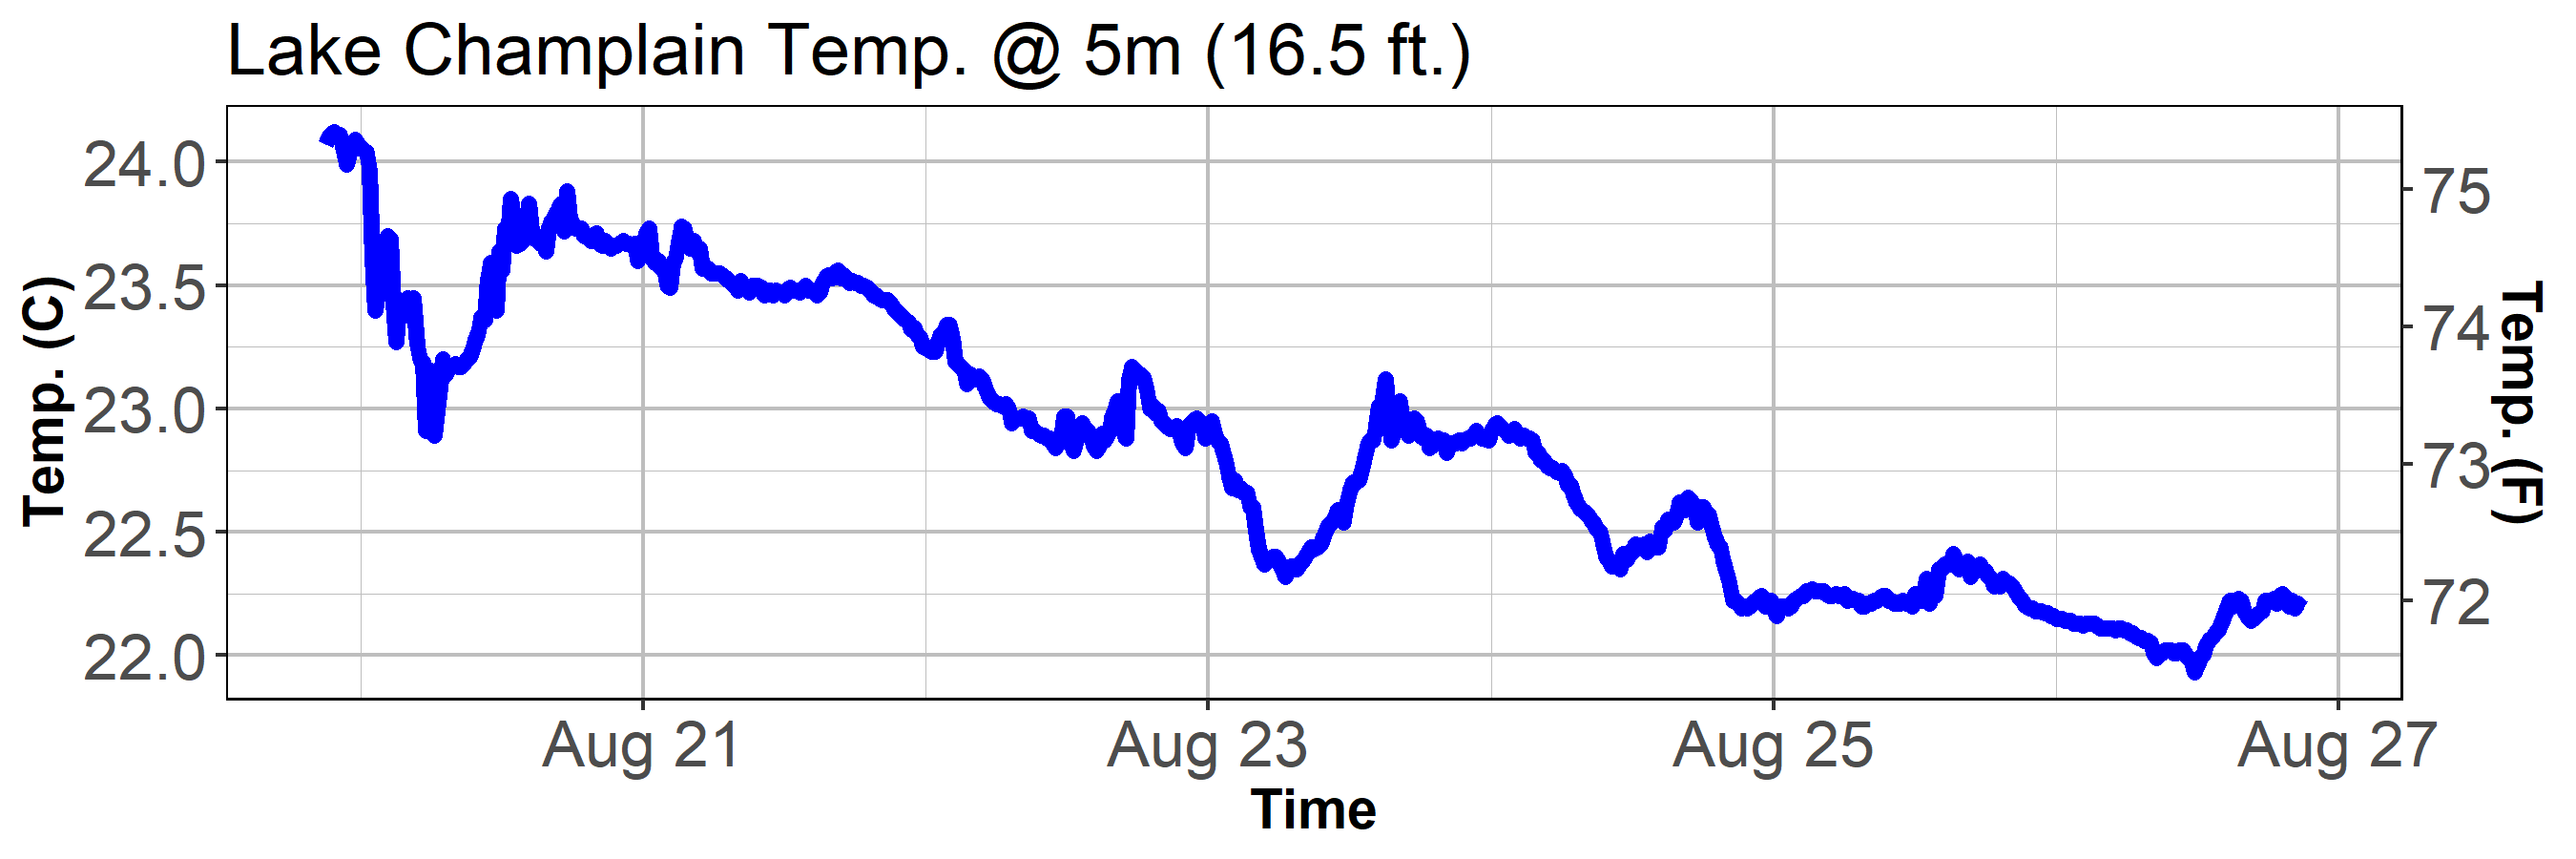 Lake Champlain Temp. @ 5m (16.5 ft.)
Temp. (C)
24.0
23.5
23.0
22.5
22.0
75
74
73
72
Temp. (F)
Aug 21
Aug 23
Aug 25
Aug 27
Time